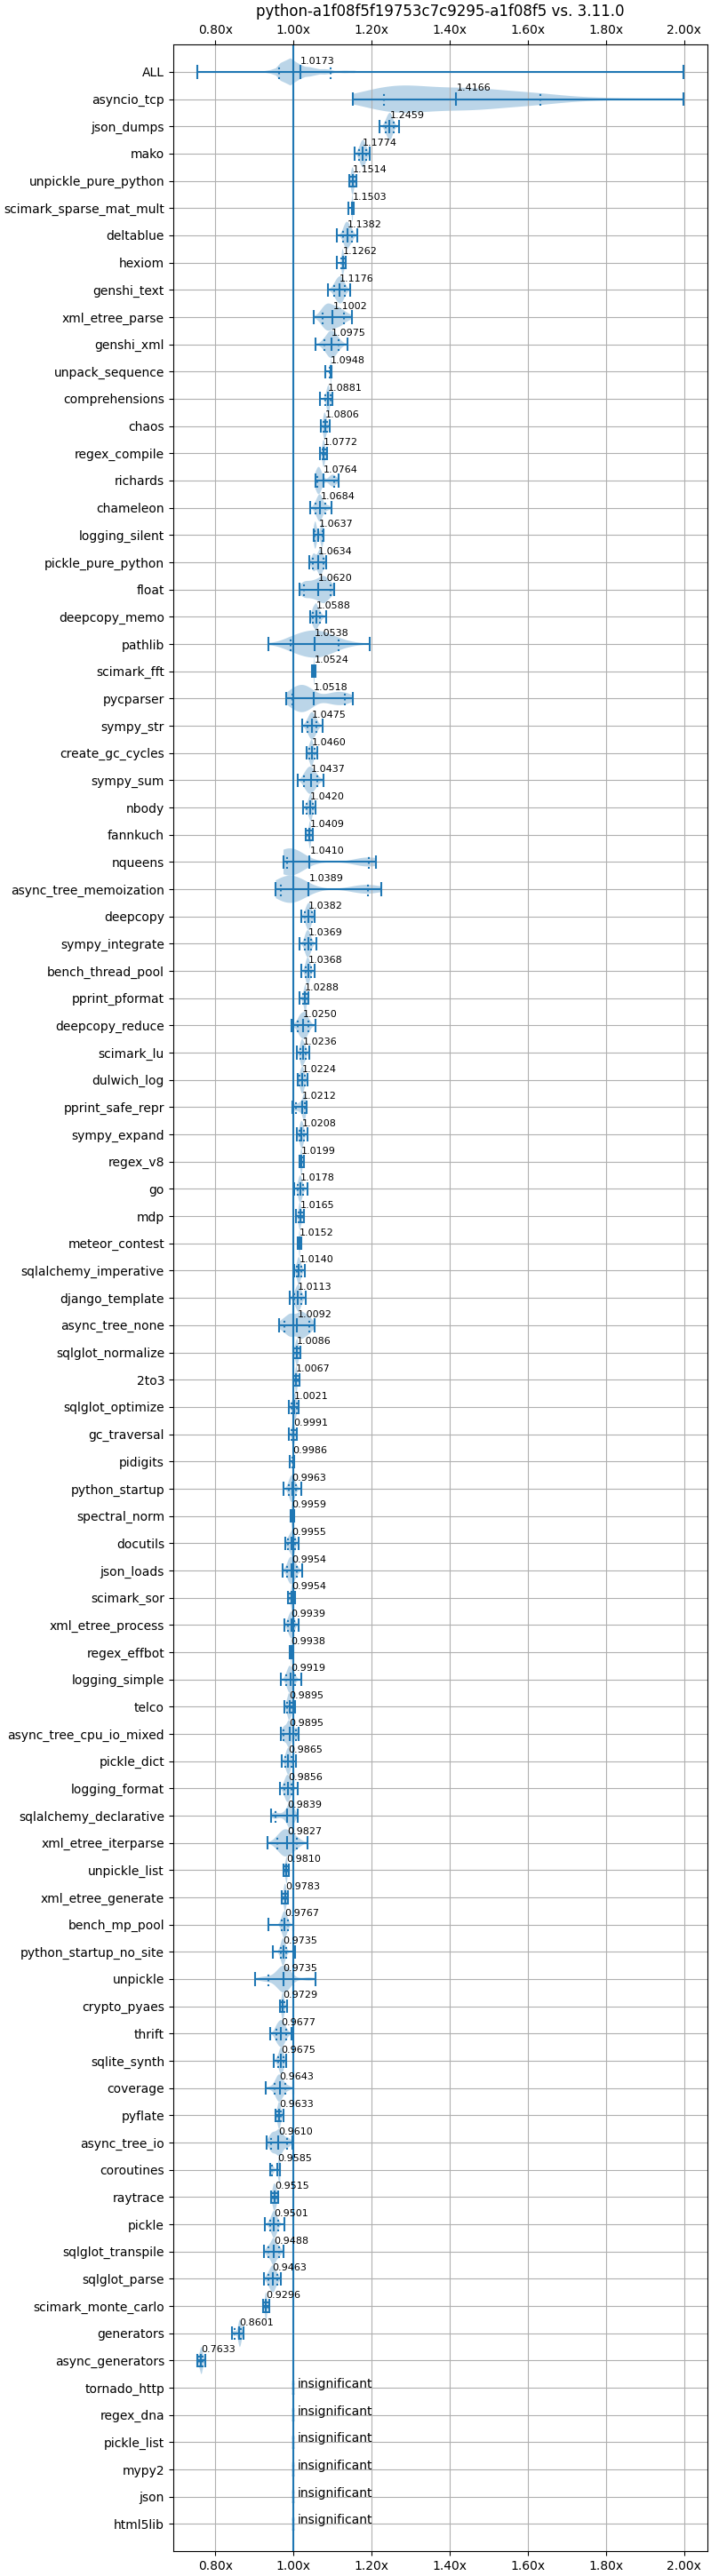 python-a1f08f5f19753c7c9295-a1f08f5 vs. 3.11.0
0.80x 1.00x 1.20x 1.40x 1.60x 1.80x 2.00x
ALL 1.0173
asyncio_tcp 1.4166
json_dumps 1.2459
mako 1.1774
unpickle_pure_python 1.1514
scimark_sparse_mat_mult 1.1503
deltablue 1.1382
hexiom 1.1262
genshi_text 1.1176
xml_etree_parse 1.1002
genshi_xml 1.0975
unpack_sequence 1.0948
comprehensions 1.0881
chaos 1.0806
regex_compile 1.0772
richards 1.0764
chameleon 1.0684
logging_silent 1.0637
pickle_pure_python 1.0634
float 1.0620
deepcopy_memo 1.0588
pathlib 1.0538
scimark_fft 1.0524
pycparser 1.0518
sympy_str 1.0475
create_gc_cycles 1.0460
sympy_sum 1.0437
nbody 1.0420
fannkuch 1.0409
nqueens 1.0410
async_tree_memoization 1.0389
deepcopy 1.0382
sympy_integrate 1.0369
bench_thread_pool 1.0368
pprint_pformat 1.0288
deepcopy_reduce 1.0250
scimark_lu 1.0236
dulwich_log 1.0224
pprint_safe_repr 1.0212
sympy_expand 1.0208
regex_v8 1.0199
go 1.0178
mdp 1.0165
meteor_contest 1.0152
sqlalchemy_imperative 1.0140
django_template 1.0113
async_tree_none 1.0092
sqlglot_normalize 1.0086
2to3 1.0067
sqlglot_optimize 1.0021
gc_traversal 0.9991
pidigits 0.9986
python_startup 0.9963
spectral_norm 0.9959
docutils 0.9955
json_loads 0.9954
scimark_sor 0.9954
xml_etree_process 0.9939
regex_effbot 0.9938
logging_simple 0.9919
telco 0.9895
async_tree_cpu_io_mixed 0.9895
pickle_dict 0.9865
logging_format 0.9856
sqlalchemy_declarative 0.9839
xml_etree_iterparse 0.9827
unpickle_list 0.9810
xml_etree_generate 0.9783
bench_mp_pool 0.9767
python_startup_no_site 0.9735
unpickle 0.9735
crypto_pyaes 0.9729
thrift 0.9677
sqlite_synth 0.9675
coverage 0.9643
pyflate 0.9633
async_tree_io 0.9610
coroutines 0.9585
raytrace 0.9515
pickle 0.9501
sqlglot_transpile 0.9488
sqlglot_parse 0.9463
scimark_monte_carlo 0.9296
generators 0.8601
async_generators 0.7633
tornado_http insignificant
regex_dna insignificant
pickle_list insignificant
mypy2 insignificant
json insignificant
html5lib insignificant
0.80x 1.00x 1.20x 1.40x 1.60x 1.80x 2.00x